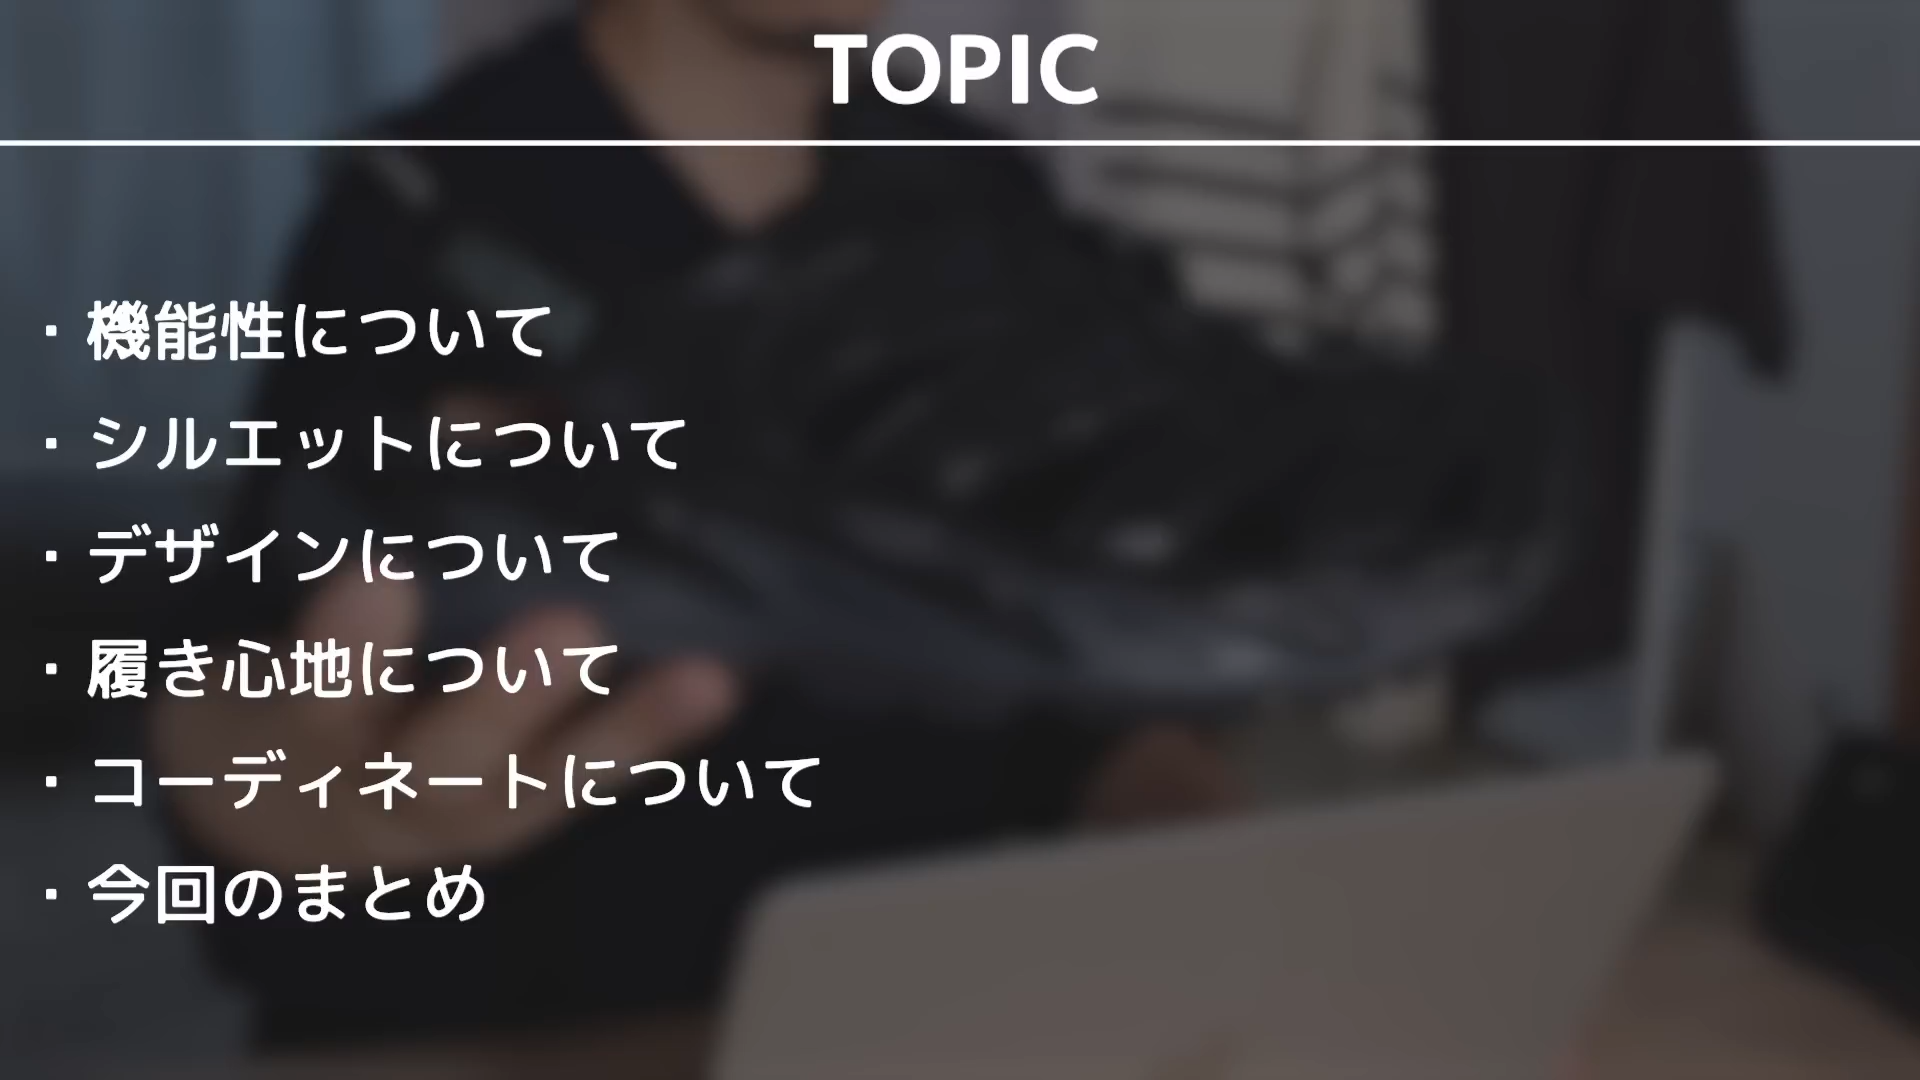 TOPIC
・機能性について
・シルエットについて
・デザインについて
・履き心地について
・コーディネートについて
・今回のまとめ